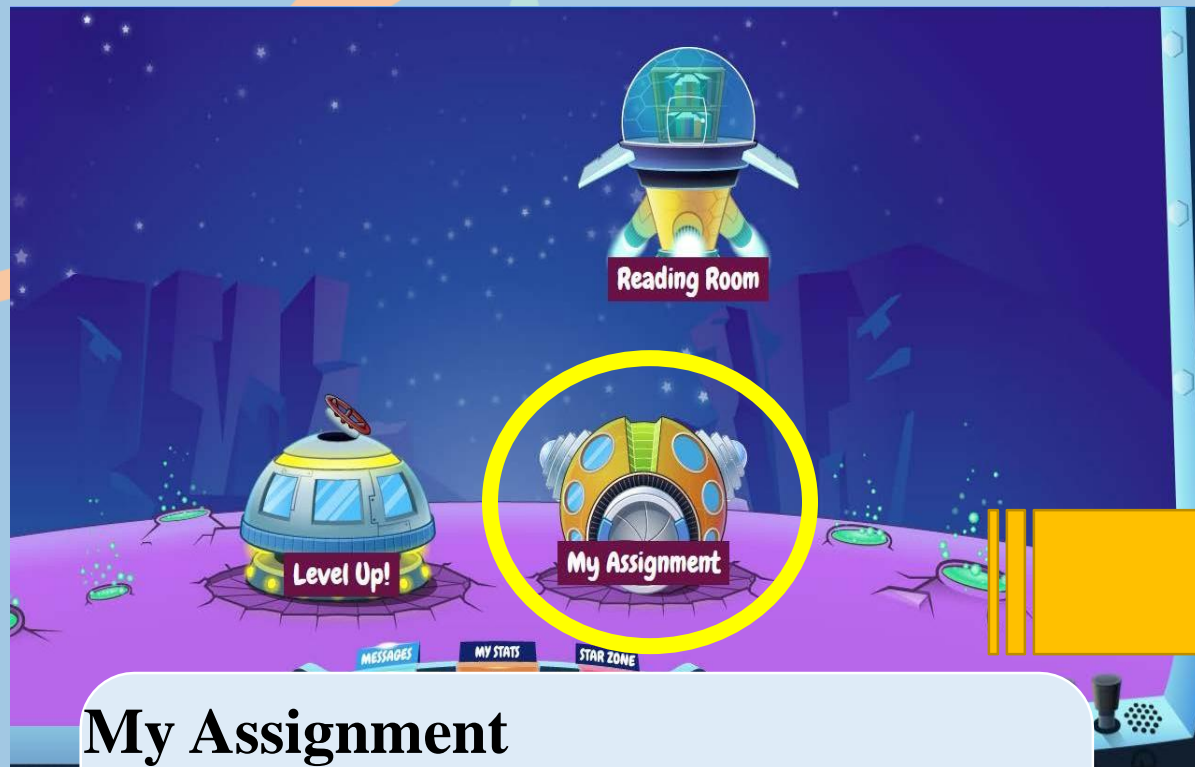 Reading Room
Level Up!
My Assignment
MESSAGES
MY STATS
STAR ZONE
My Assignment